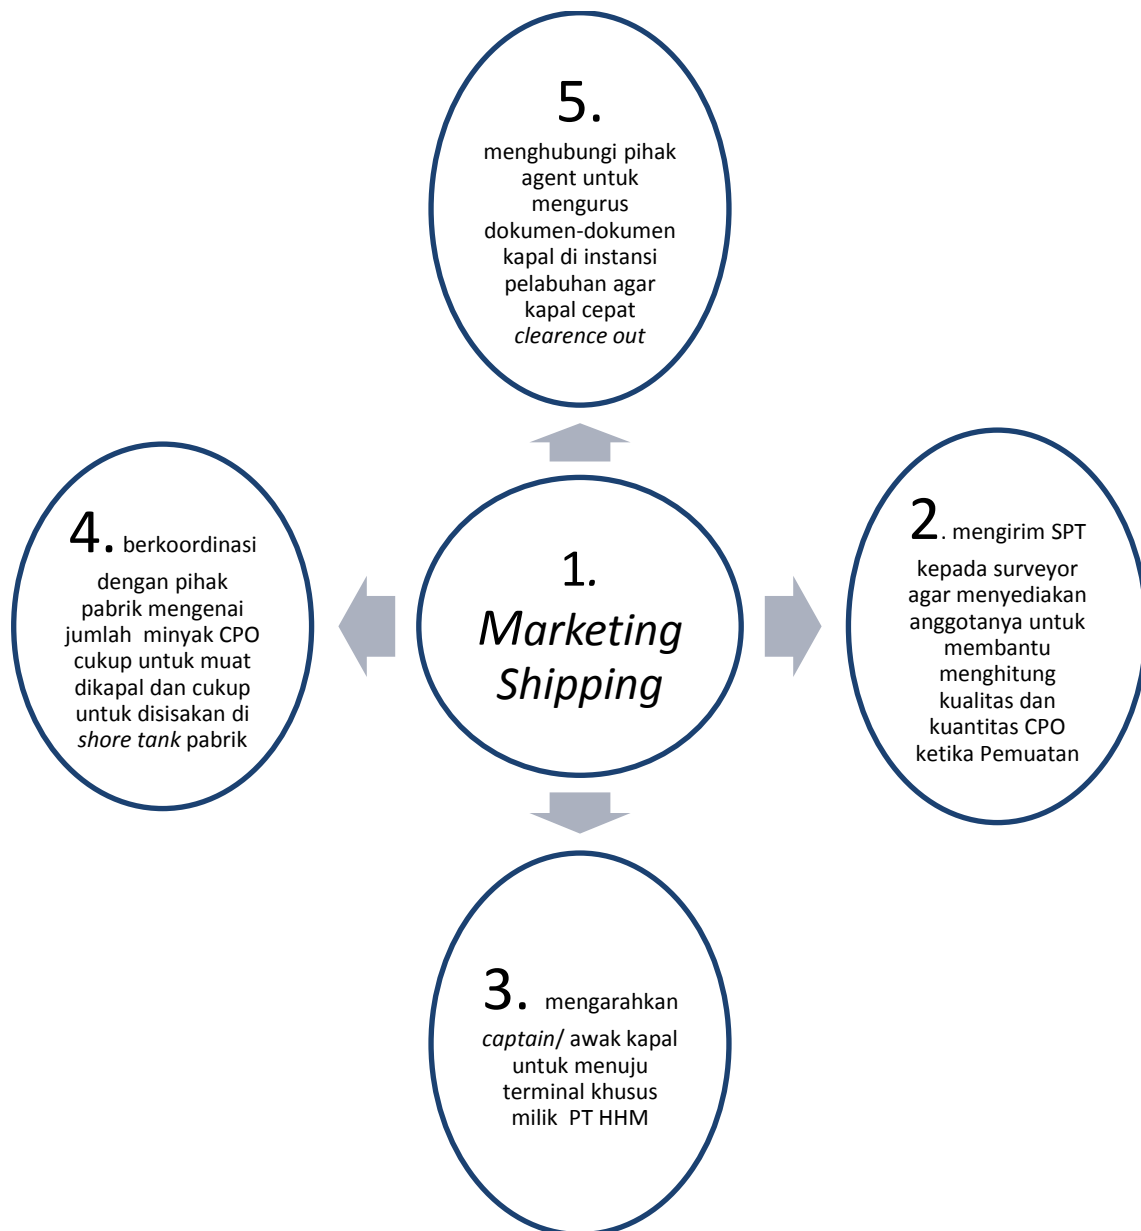 5.
menghubungi pihak
agent untuk
mengurus
dokumen-dokumen
kapal di instansi
pelabuhan agar
kapal cepat
clearence out
4. berkoordinasi
dengan pihak
pabrik mengenai
jumlah minyak CPO
cukup untuk muat
dikapal dan cukup
untuk disisakan di
shore tank pabrik
1.
Marketing
Shipping
2. mengirim SPT
kepada surveyor
agar menyediakan
anggotanya untuk
membantu
menghitung
kualitas dan
kuantitas CPO
ketika Pemuatan
3. mengarahkan
captain/ awak kapal
untuk menuju
terminal khusus
milik PT HHM